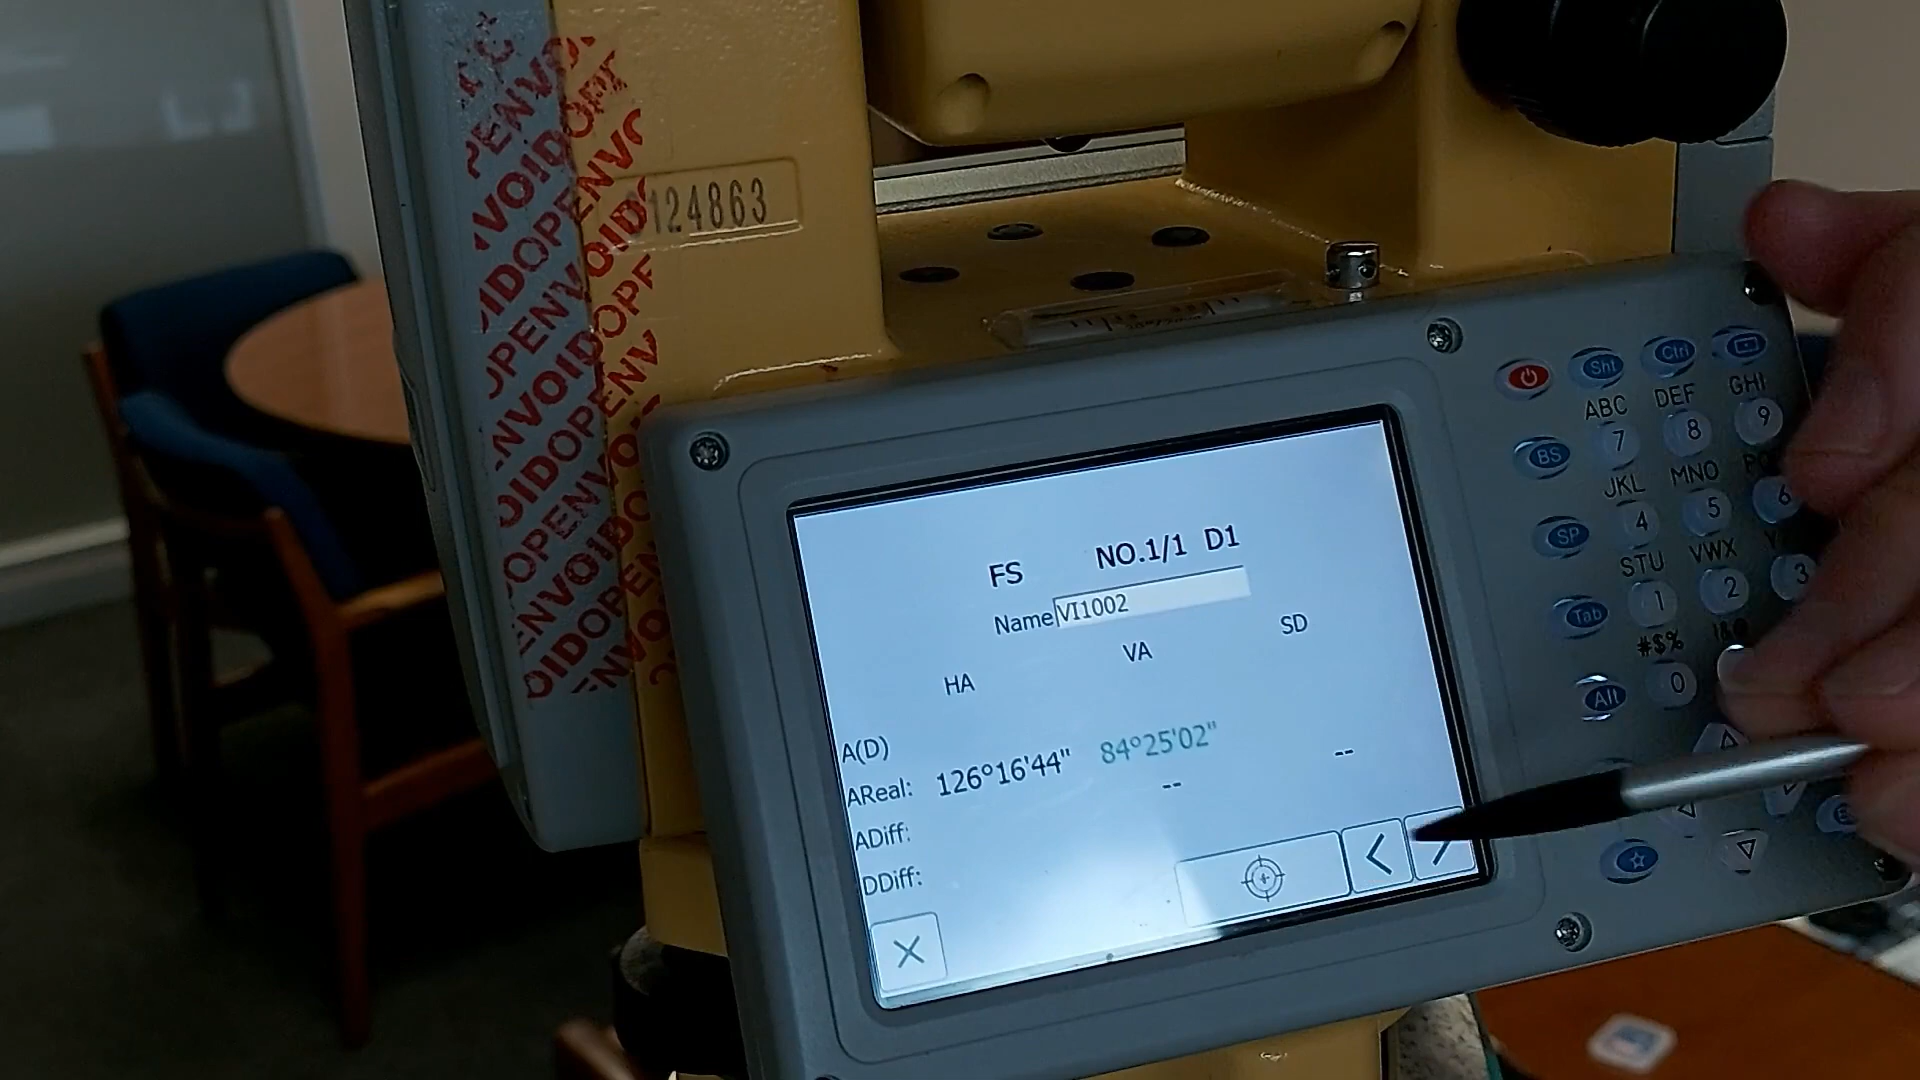 124863
FS NO.1/1 D1
Name VI1002
HA VA SD
A(D)
AReal: 126°16'44" 84°25'02" --
--
ADiff:
DDiff:
Shf Ctrl
ABC DEF GHI
BS 7 8 9
JKL MNO
SP 4 5 6
STU VWX Y
Tab 1 2 3
#$% !&@
Alt 0
VOIDOPENVOID